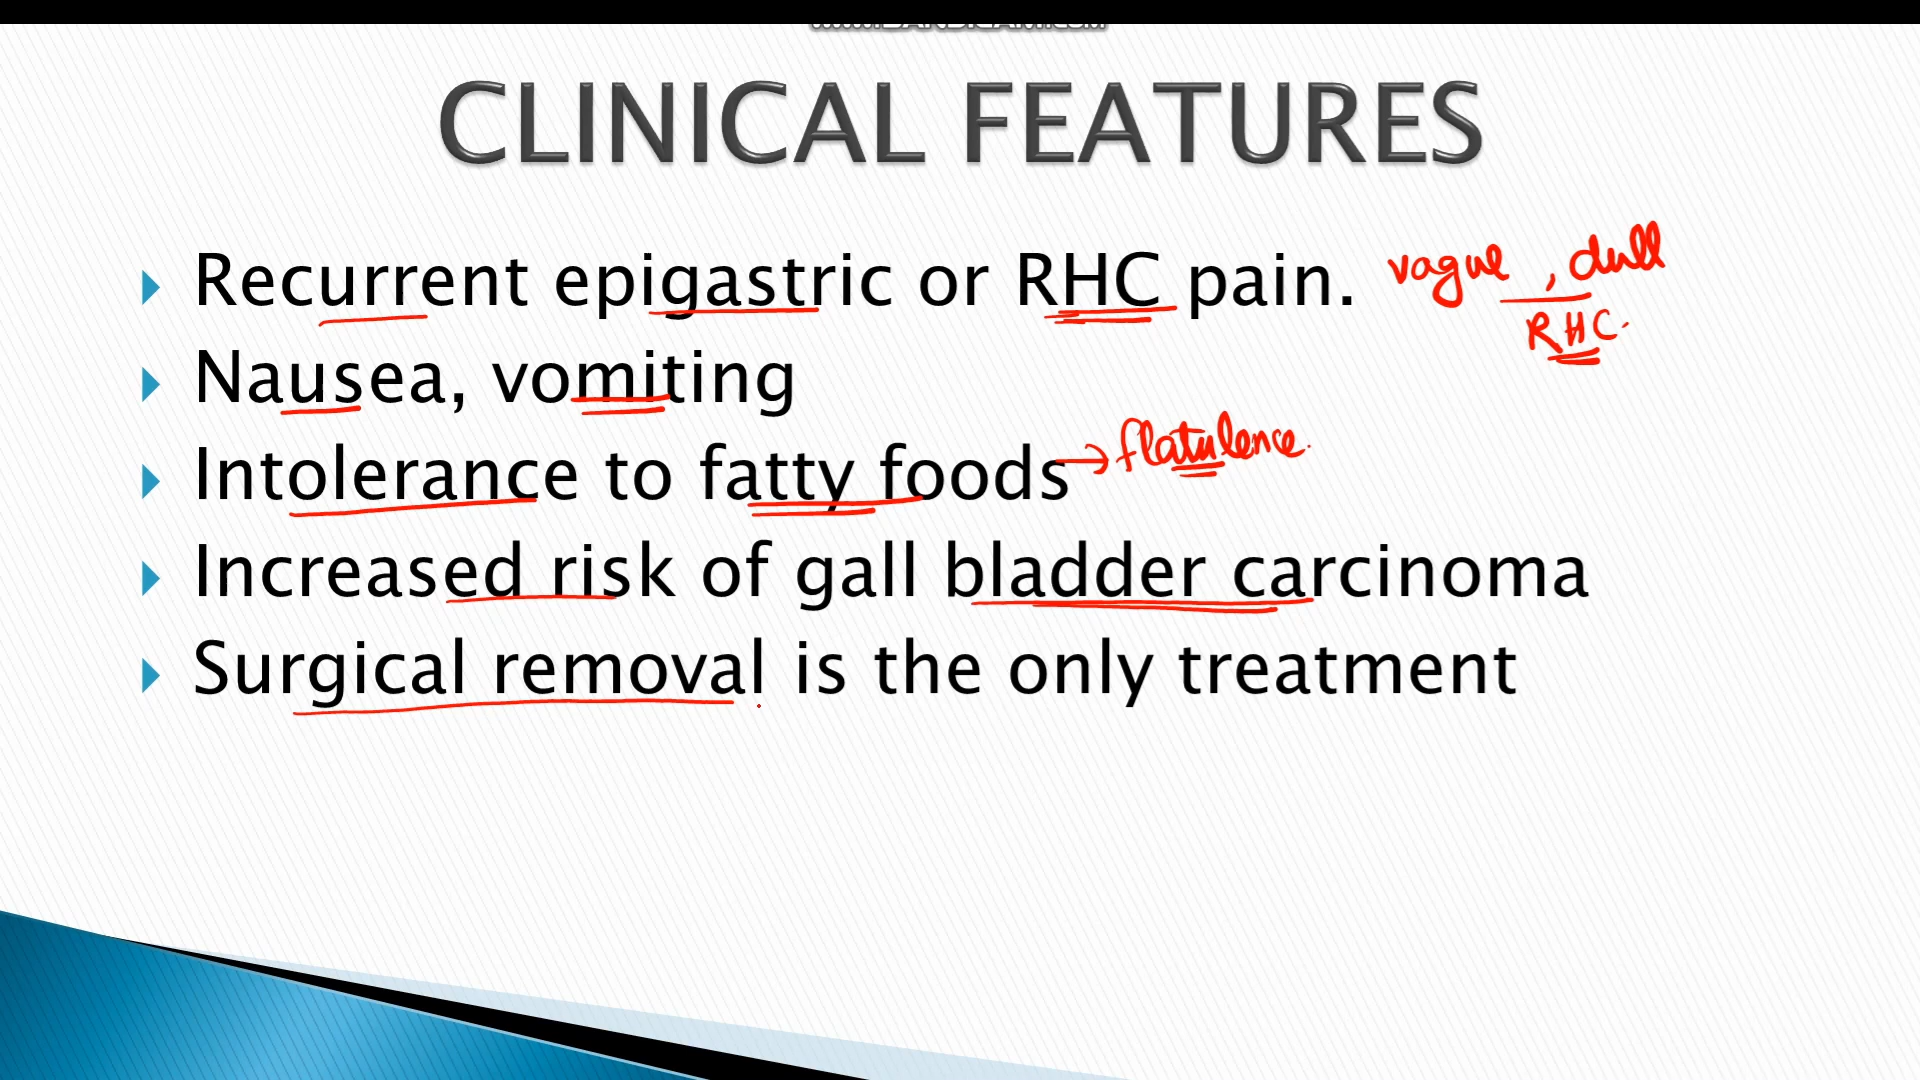 CLINICAL FEATURES
Recurrent epigastric or RHC pain. vague, dull
RHC.
Nausea, vomiting
Intolerance to fatty foods → flatulence.
Increased risk of gall bladder carcinoma
Surgical removal is the only treatment